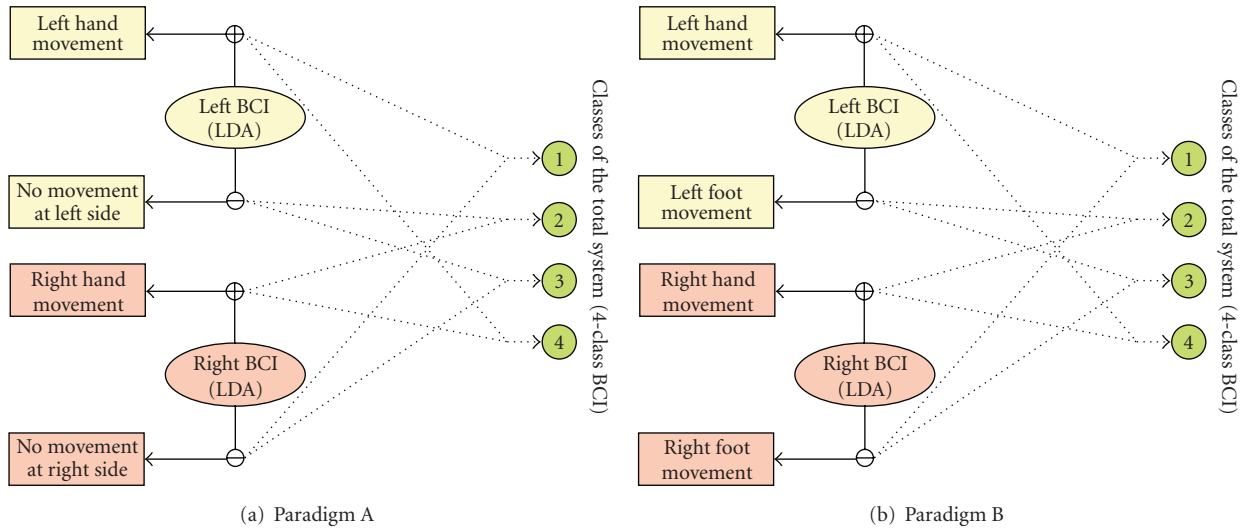 Left hand
movement
Left BCI
(LDA)
No movement
at left side
Right hand
movement
Right BCI
(LDA)
No movement
at right side
1
2
3
4
Classes of the total system (4-class BCI)
(a) Paradigm A
Left hand
movement
Left BCI
(LDA)
Left foot
movement
Right hand
movement
Right BCI
(LDA)
Right foot
movement
1
2
3
4
Classes of the total system (4-class BCI)
(b) Paradigm B